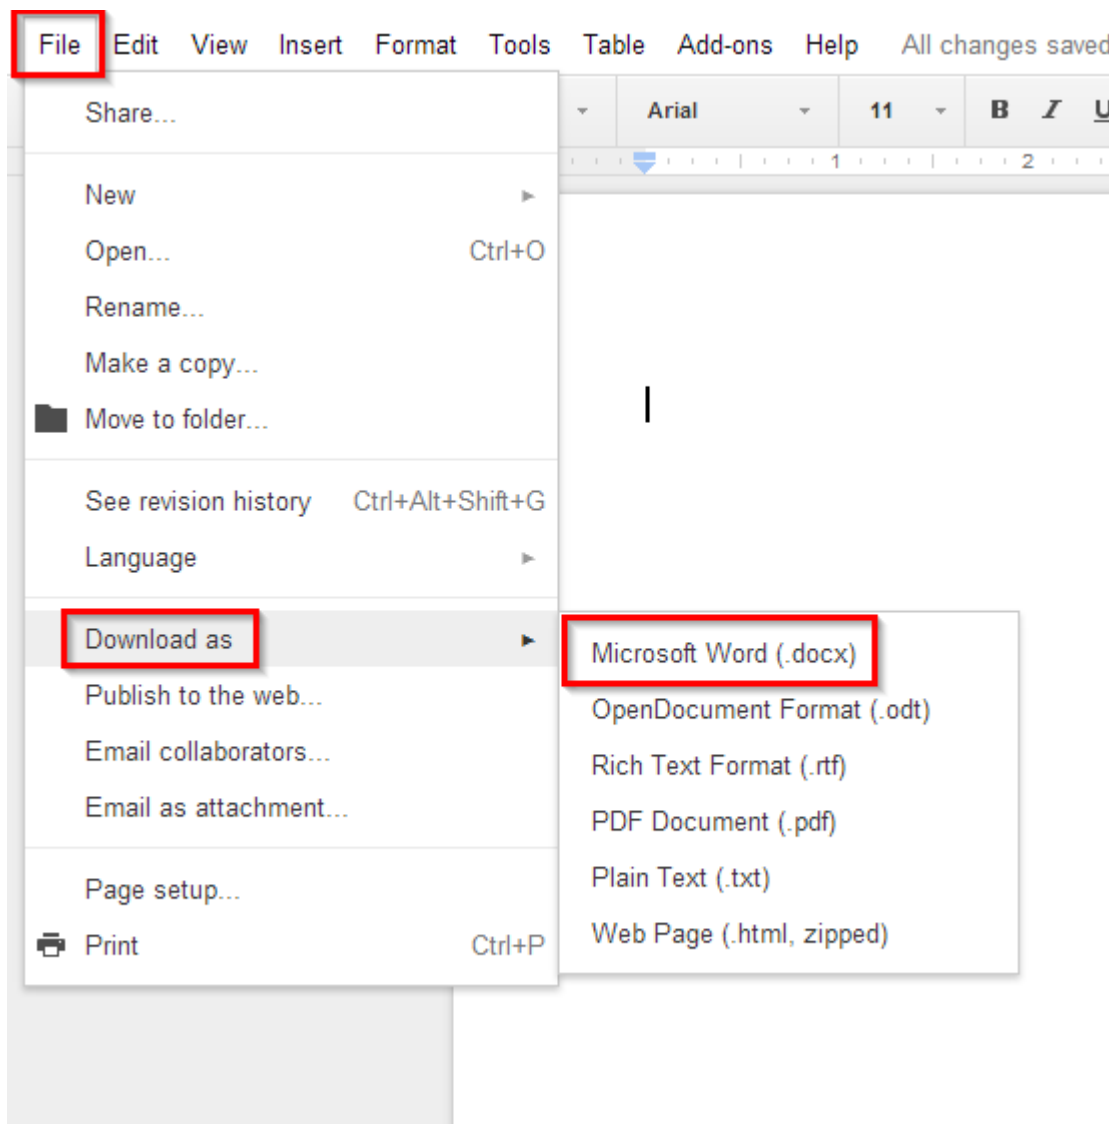 File Edit View Insert Format Tools Table Add-ons Help All changes saved
Share...
Arial 11 B I U
1 2
New
Open... Ctrl+O
Rename...
Make a copy...
Move to folder...
See revision history Ctrl+Alt+Shift+G
Language
Download as
Microsoft Word (.docx)
Publish to the web...
OpenDocument Format (.odt)
Email collaborators...
Rich Text Format (.rtf)
Email as attachment...
PDF Document (.pdf)
Page setup...
Plain Text (.txt)
Print Ctrl+P
Web Page (.html, zipped)